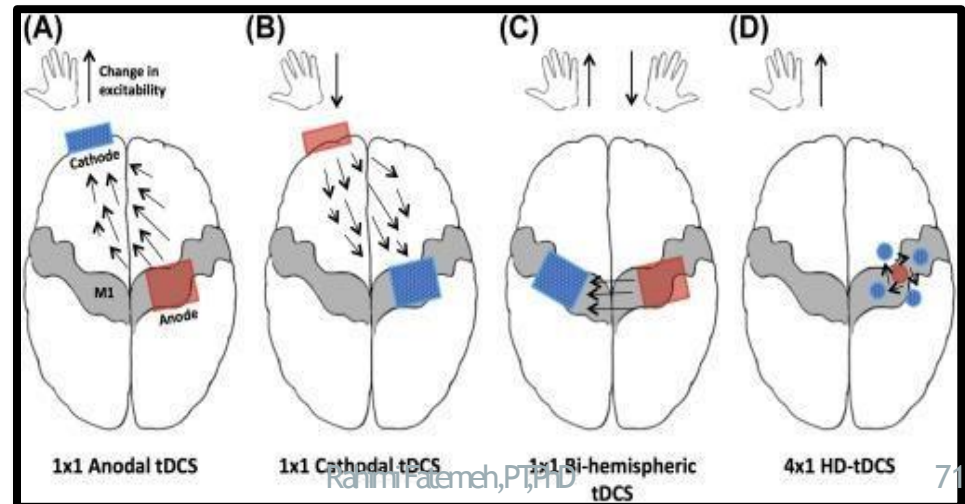 (A) (B) (C) (D)
Change in
excitability
Cathode
M1
Anode
1x1 Anodal tDCS
1x1 Cathodal tDCS
1x1 Bi-hemispheric
tDCS
4x1 HD-tDCS
Rahimi Fatemeh, PT, PhD
71